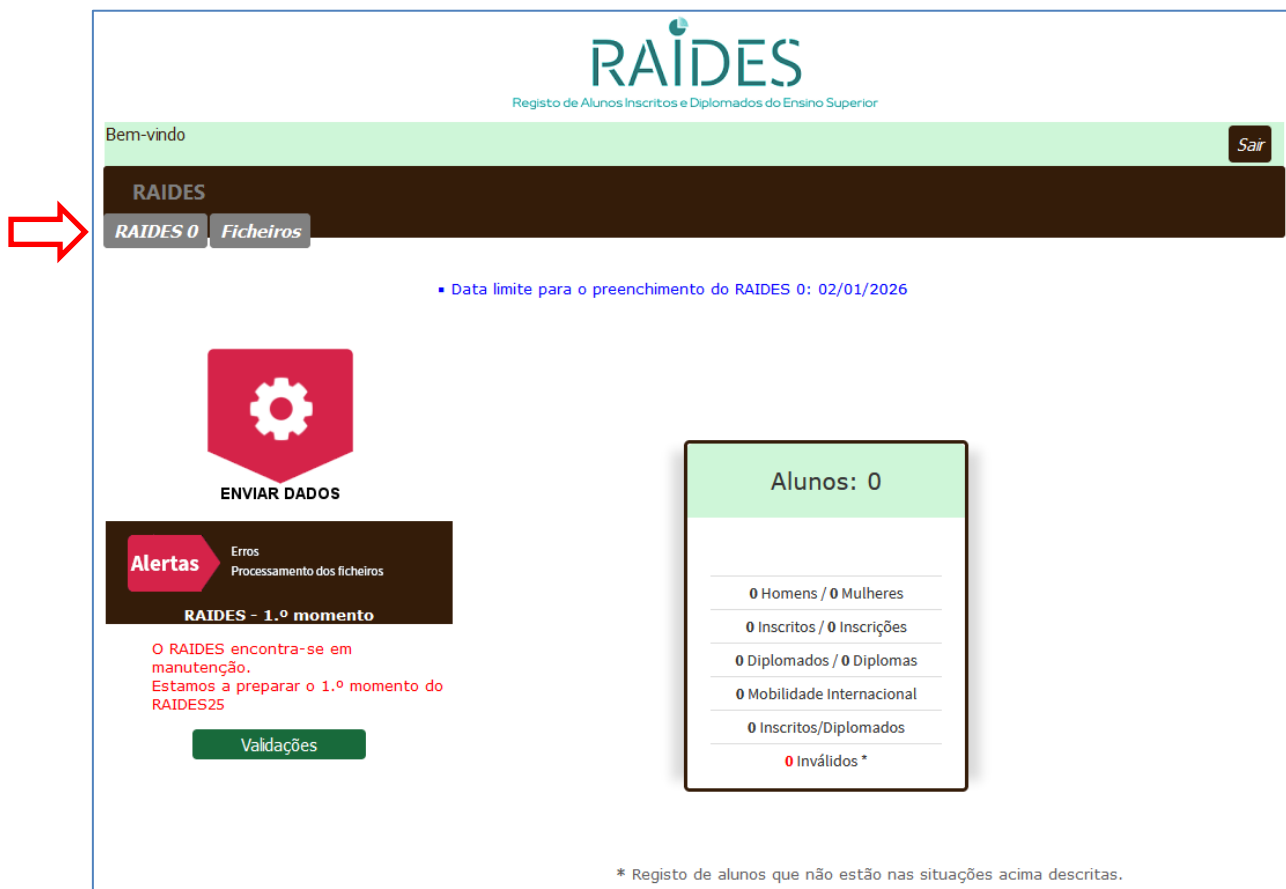 RAIDES
Registo de Alunos Inscritos e Diplomados do Ensino Superior
Bem-vindo
Sair
RAIDES
RAIDES 0 Ficheiros
Data limite para o preenchimento do RAIDES 0: 02/01/2026
ENVIAR DADOS
Alertas
Erros
Processamento dos ficheiros
RAIDES - 1.º momento
O RAIDES encontra-se em
manutenção.
Estamos a preparar o 1.º momento do
RAIDES25
Validações
Alunos: 0
0 Homens / 0 Mulheres
0 Inscritos / 0 Inscrições
0 Diplomados / 0 Diplomas
0 Mobilidade Internacional
0 Inscritos/Diplomados
0 Inválidos *
* Registo de alunos que não estão nas situações acima descritas.